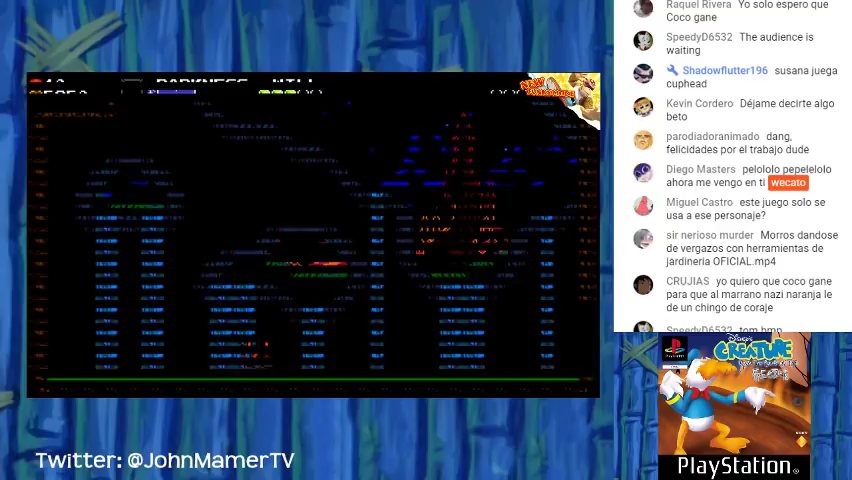 Raquel Rivera Yo solo espero que
Coco gane
SpeedyD6532 The audience is
waiting
Shadowflutter196 susana juega
cuphead
Kevin Cordero Déjame decirte algo
beto
parodiadoranimado dang,
felicidades por el trabajo dude
Diego Masters pelololo pepelelolo
ahora me vengo en ti wecato
Miguel Castro este juego solo se
usa a ese personaje?
sir nerioso murder Morros dandose
de vergazos con herramientas de
jardineria OFICIAL.mp4
CRUJIAS yo quiero que coco gane
para que al marrano nazi naranja le
de un chingo de coraje
SpeedyD6532
NEW
Disney's
CREATURE
PlayStation
Twitter: @JohnMamerTV